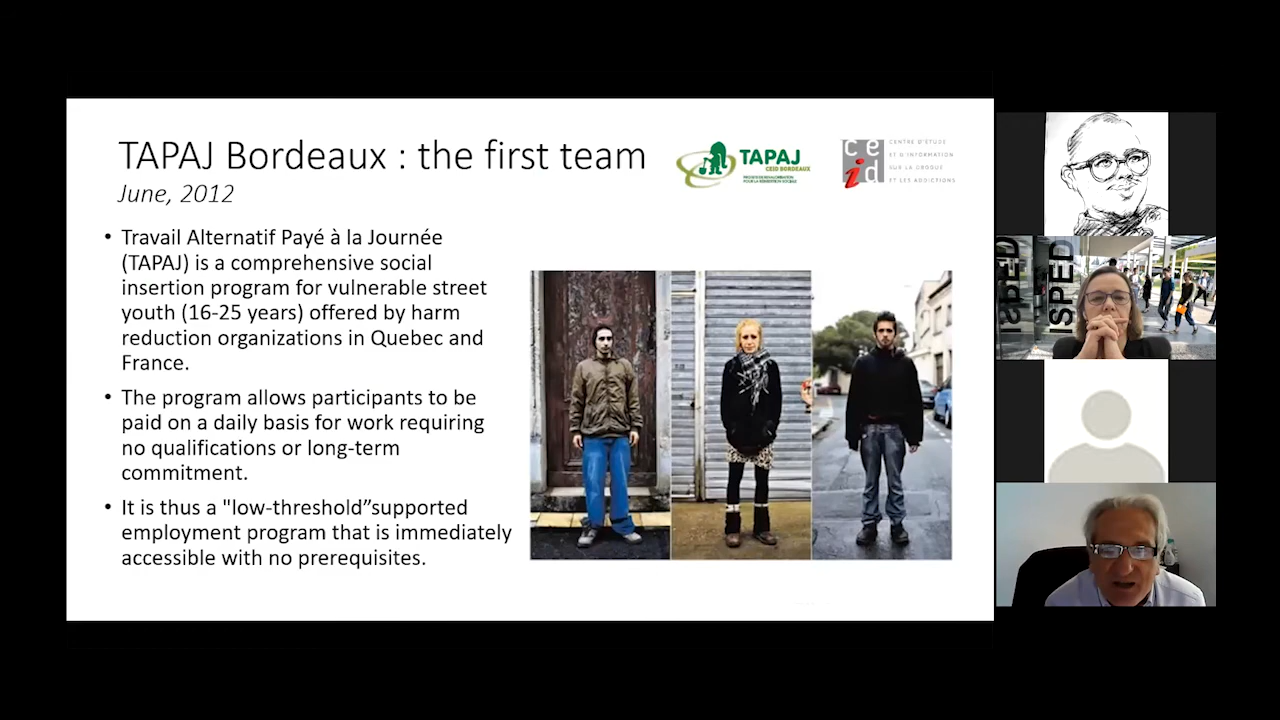 TAPAJ Bordeaux : the first team
June, 2012
TAPAJ
CEID BORDEAUX
ce
id
CENTRE D'ÉTUDE
ET D'INFORMATION
SUR LA DROGUE
ET LES ADDICTIONS
• Travail Alternatif Payé à la Journée
(TAPAJ) is a comprehensive social
insertion program for vulnerable street
youth (16-25 years) offered by harm
reduction organizations in Quebec and
France.
• The program allows participants to be
paid on a daily basis for work requiring
no qualifications or long-term
commitment.
• It is thus a "low-threshold”supported
employment program that is immediately
accessible with no prerequisites.
ISPED
ISPED